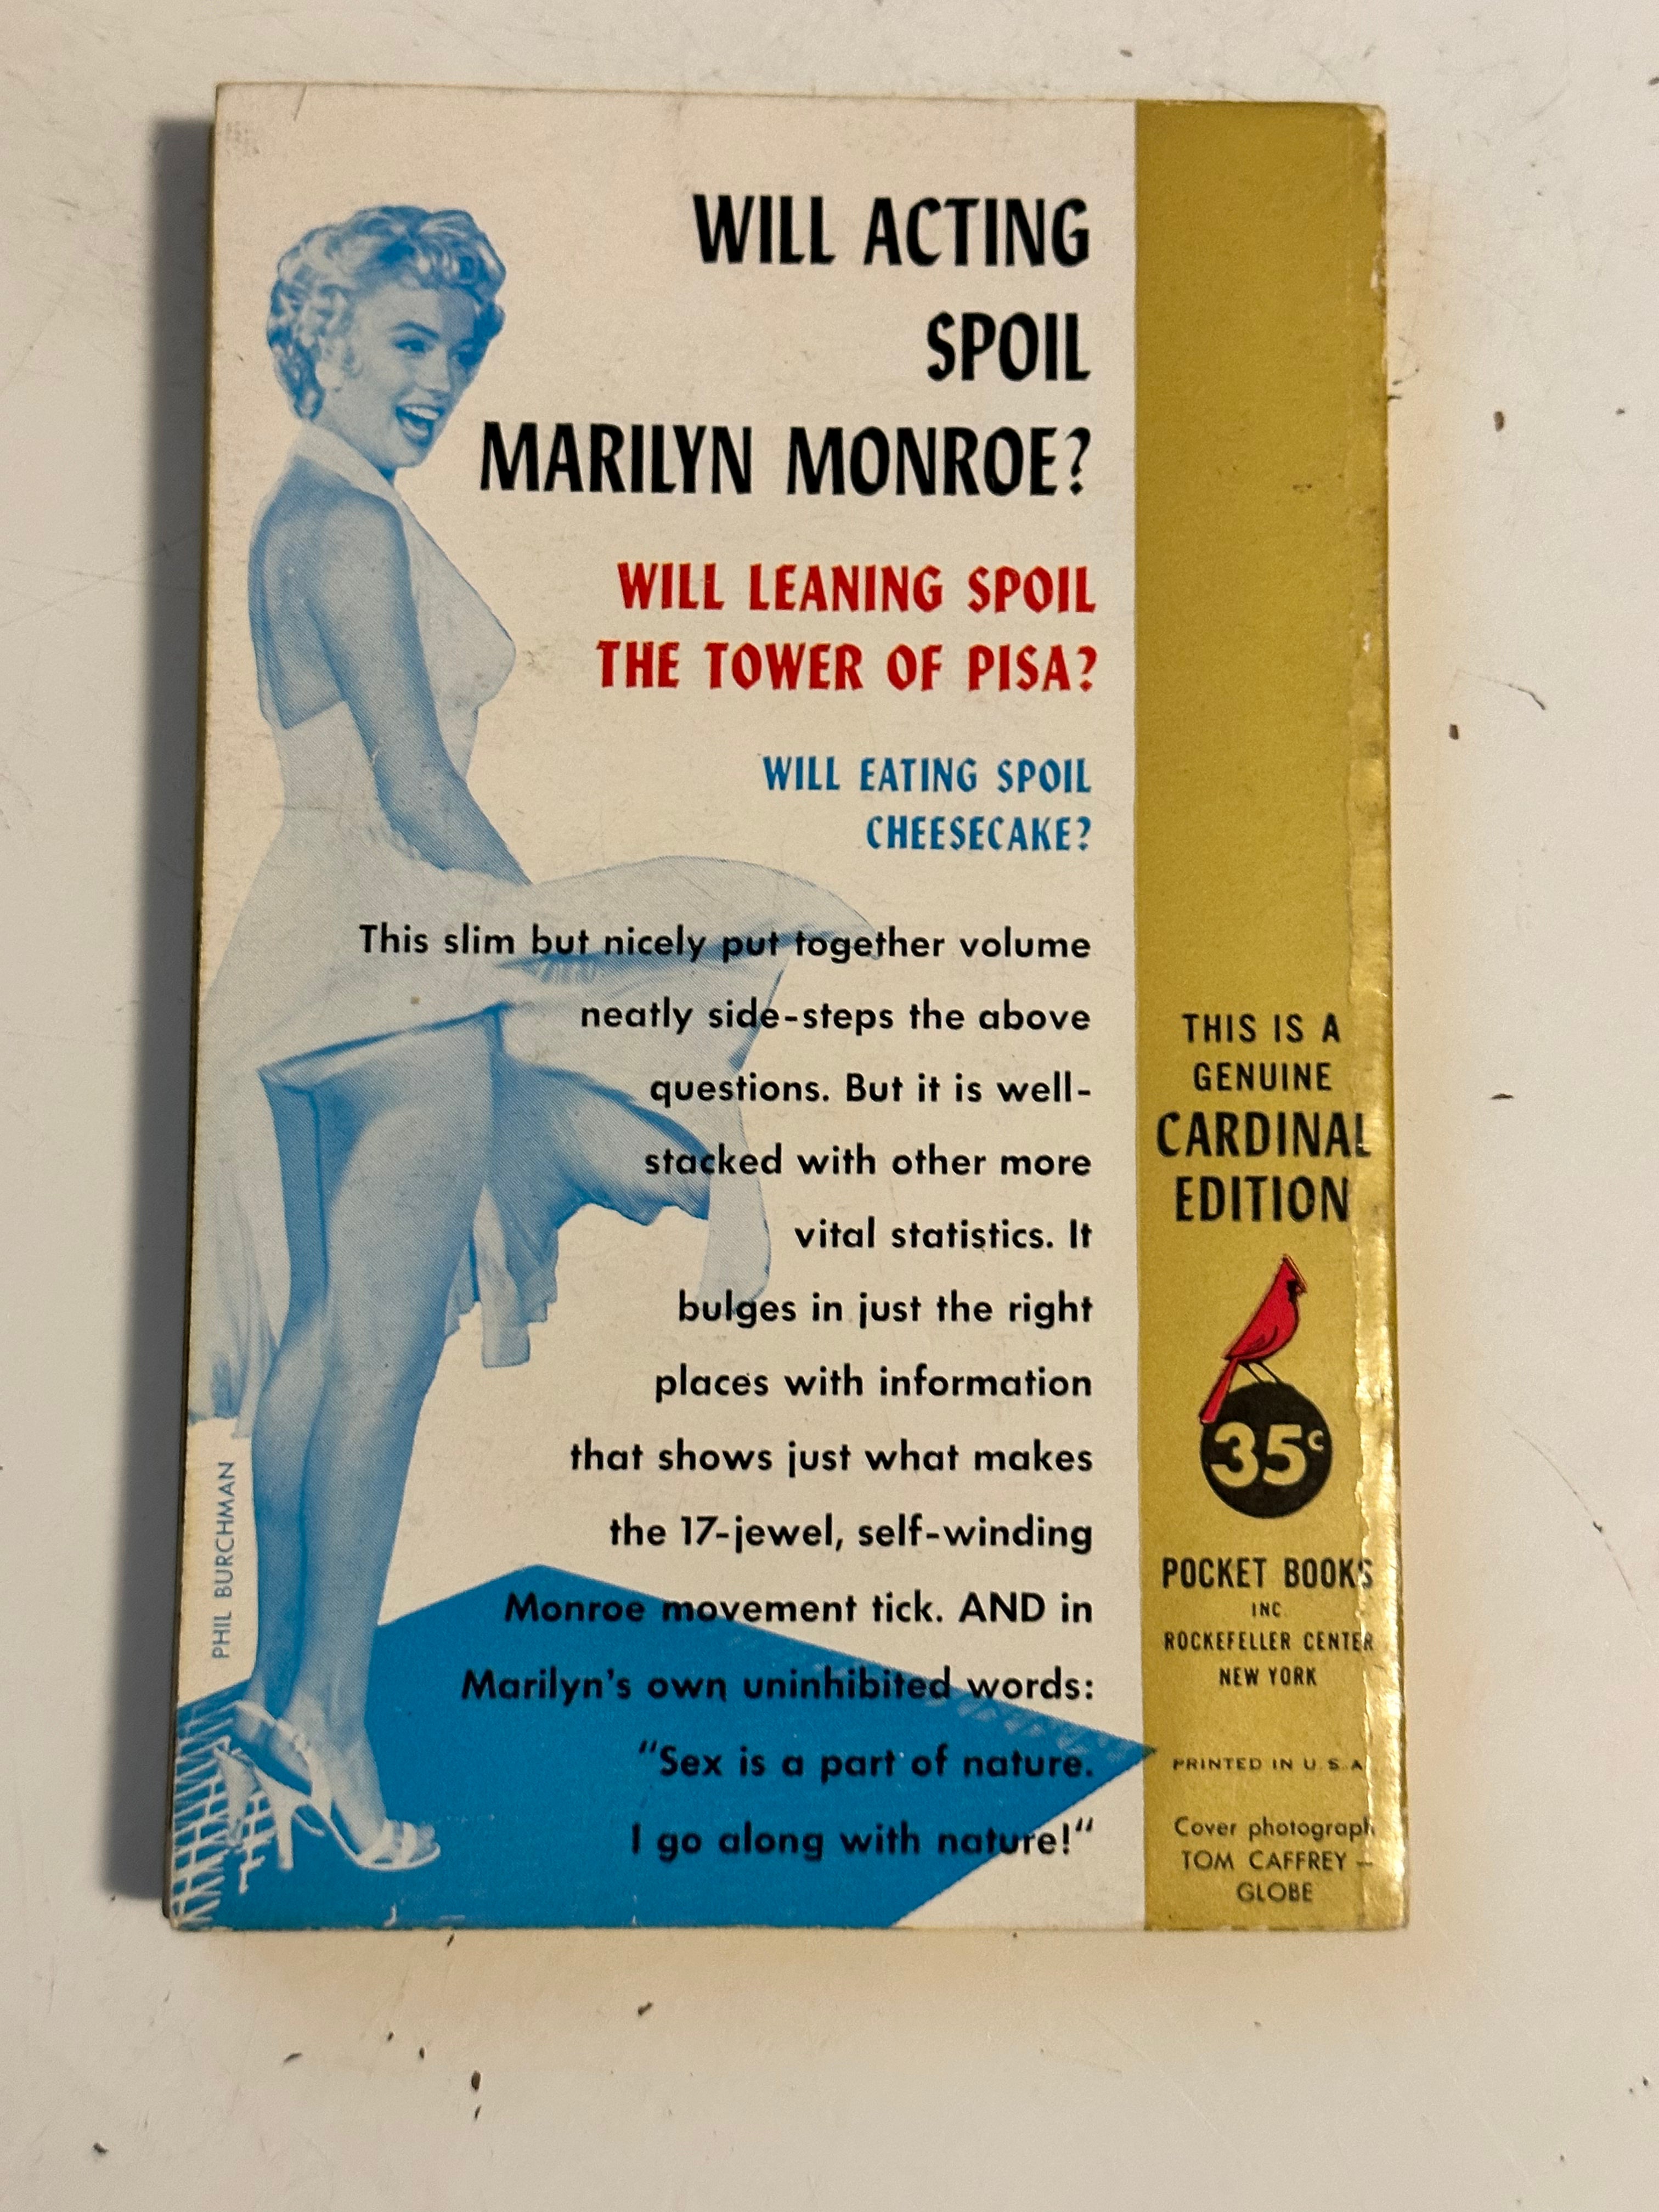 WILL ACTING
SPOIL
MARILYN MONROE?
WILL LEANING SPOIL
THE TOWER OF PISA?
WILL EATING SPOIL
CHEESECAKE?
This slim but nicely put together volume
neatly side-steps the above
questions. But it is well-
stacked with other more
vital statistics. It
bulges in just the right
places with information
that shows just what makes
the 17-jewel, self-winding
Monroe movement tick. AND in
Marilyn's own uninhibited words:
"Sex is a part of nature.
I go along with nature!"
PHIL BURCHMAN
THIS IS A
GENUINE
CARDINAL
EDITION
35c
POCKET BOOKS
INC
ROCKEFELLER CENTER
NEW YORK
PRINTED IN U.S.A
Cover photograph
TOM CAFFREY –
GLOBE